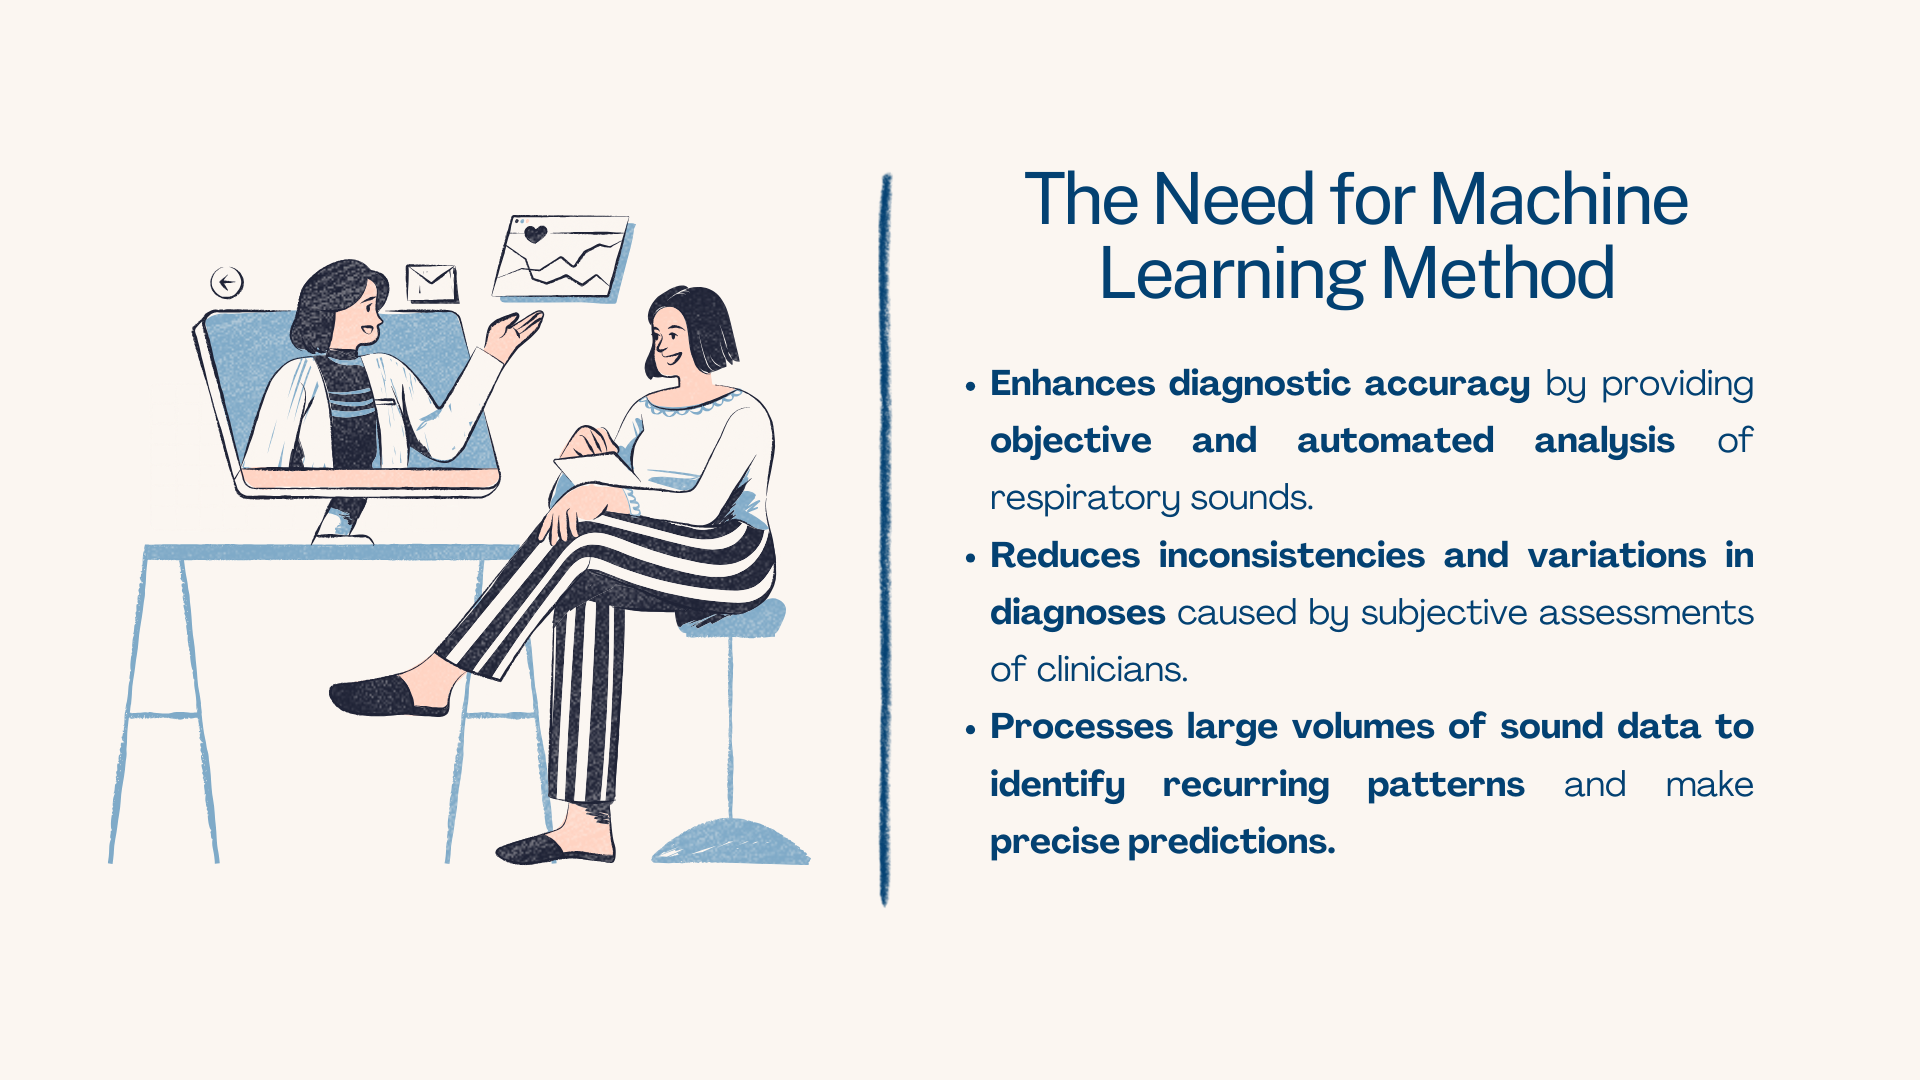 The Need for Machine
Learning Method
• Enhances diagnostic accuracy by providing
objective and automated analysis of
respiratory sounds.
• Reduces inconsistencies and variations in
diagnoses caused by subjective assessments
of clinicians.
• Processes large volumes of sound data to
identify recurring patterns and make
precise predictions.